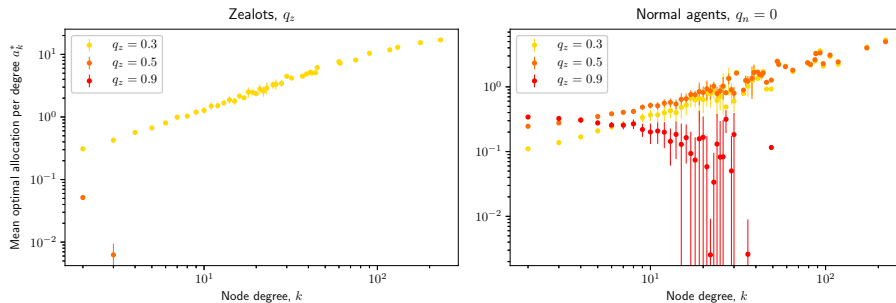 Zealots, $q_z$
Mean optimal allocation per degree $a_k^*$
$10^1$
$10^0$
$10^{-1}$
$10^{-2}$
$q_z = 0.3$
$q_z = 0.5$
$q_z = 0.9$
$10^1$
$10^2$
Node degree, $k$
Normal agents, $q_n = 0$
$10^0$
$10^{-1}$
$10^{-2}$
$q_z = 0.3$
$q_z = 0.5$
$q_z = 0.9$
$10^1$
$10^2$
Node degree, $k$